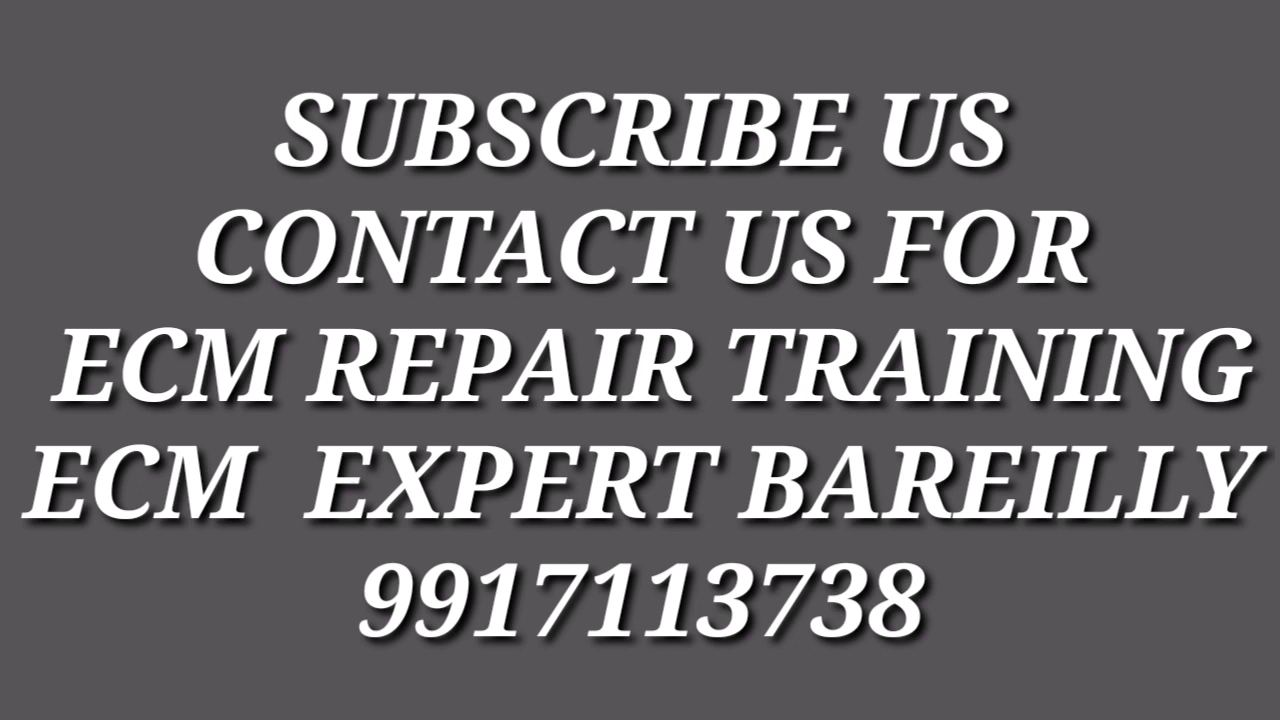 SUBSCRIBE US
CONTACT US FOR
ECM REPAIR TRAINING
ECM EXPERT BAREILLY
9917113738